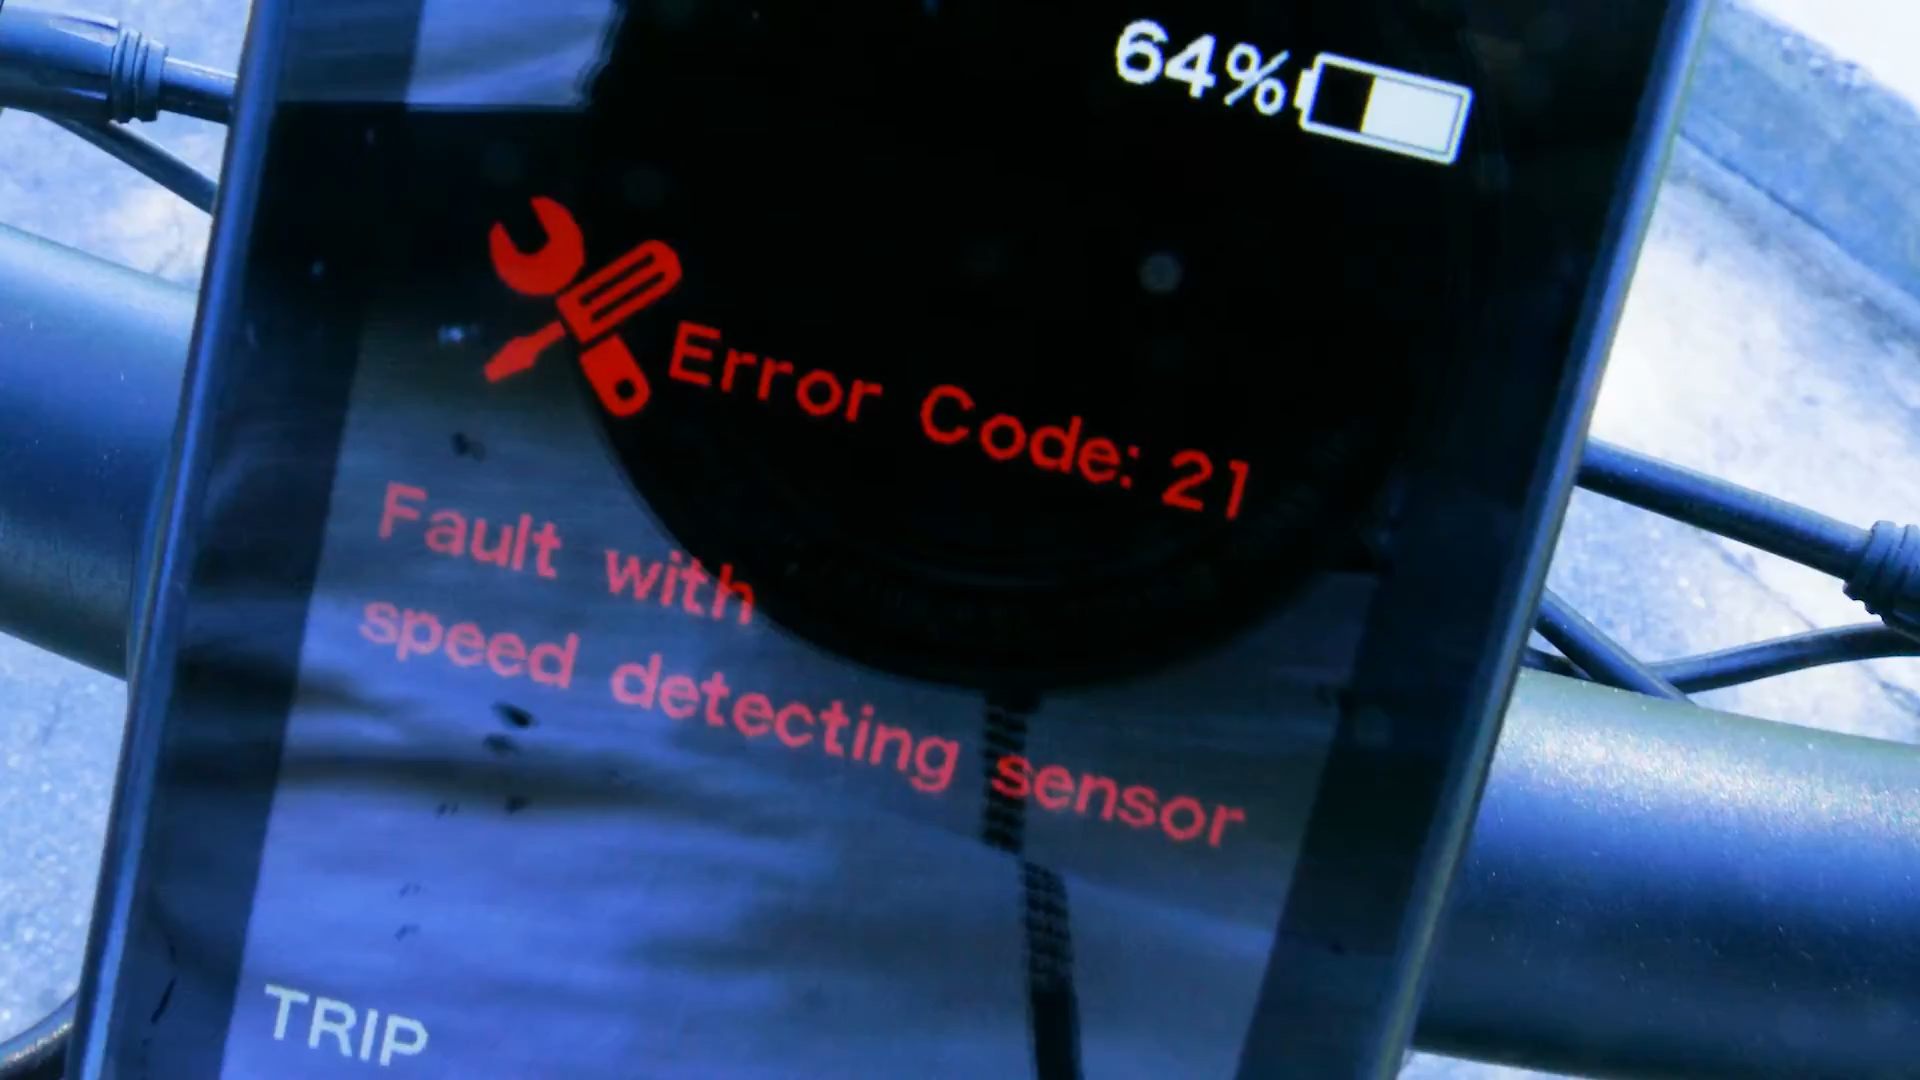 64%
Error Code: 21
Fault with
speed detecting sensor
TRIP